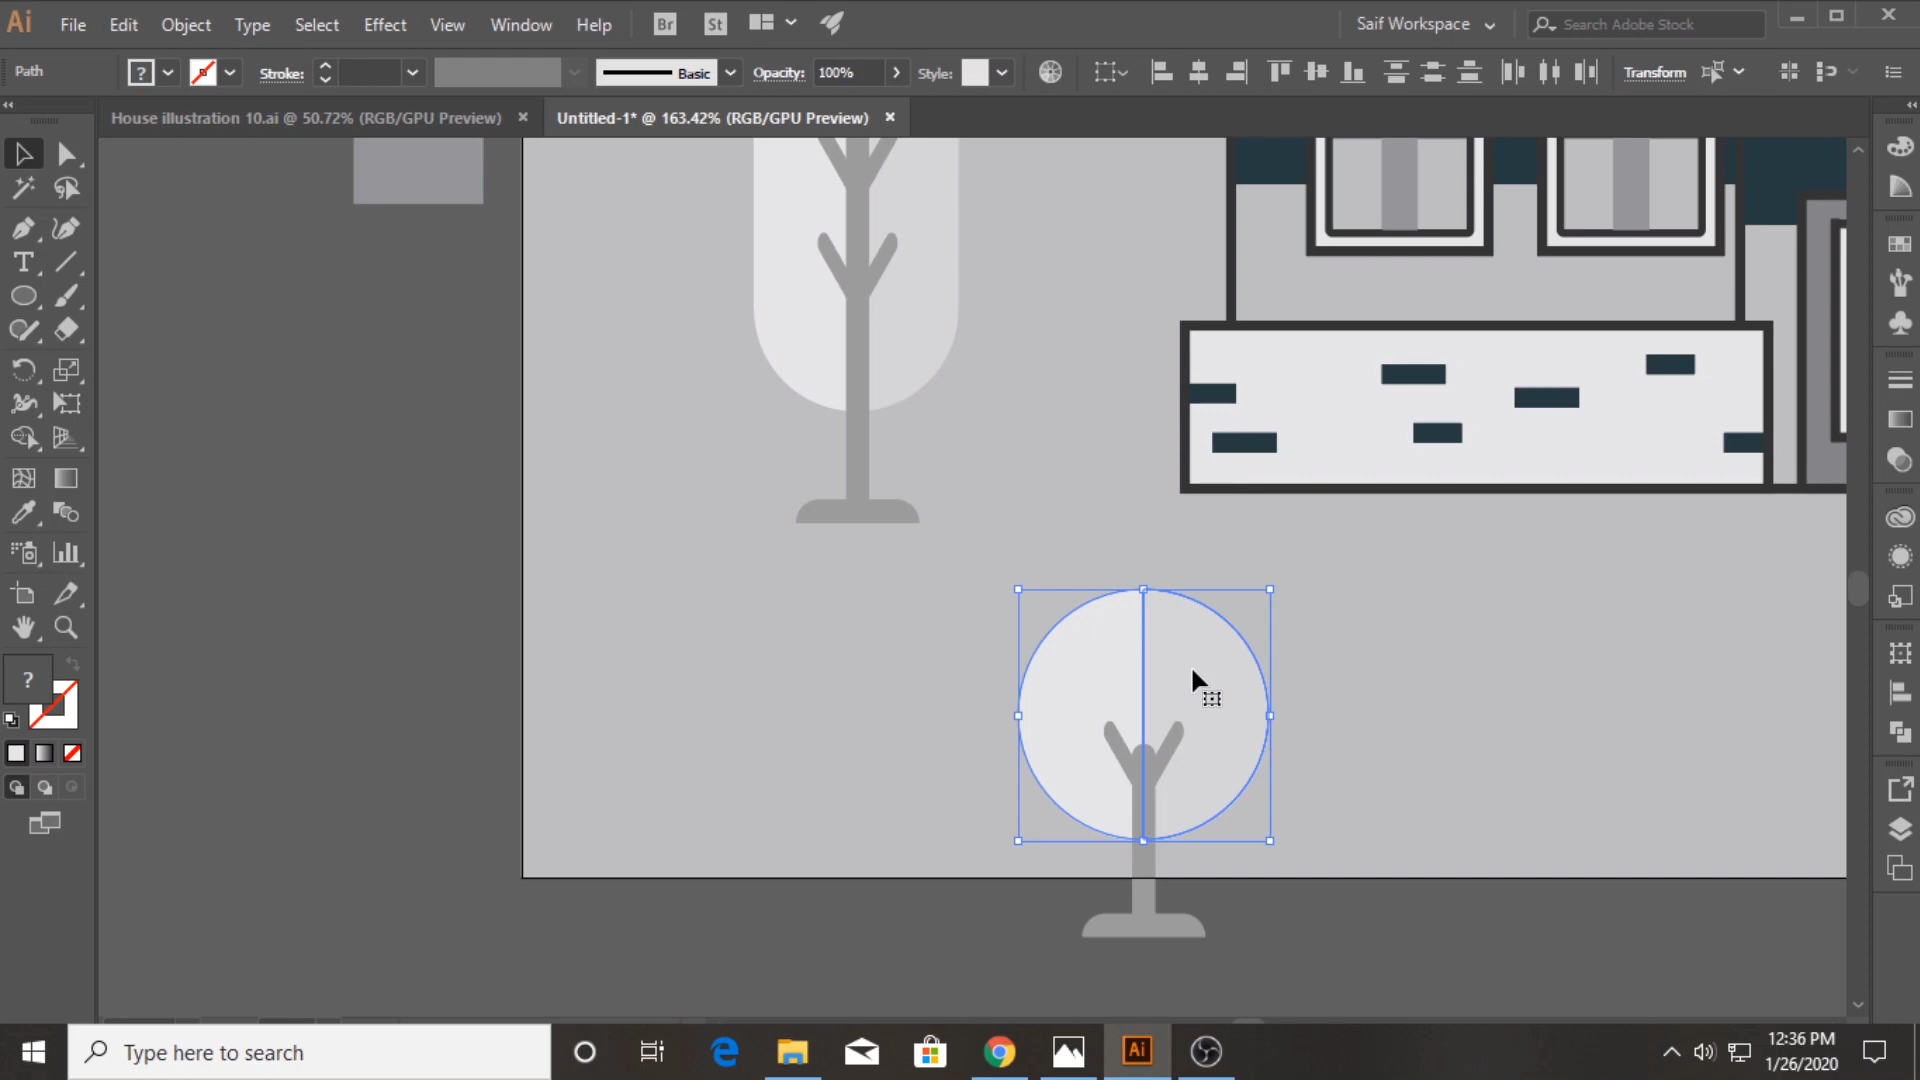 Ai File Edit Object Type Select Effect View Window Help Br St Saif Workspace Search Adobe Stock
Path ? Stroke: Basic Opacity: 100% Style: Transform
House illustration 10.ai @ 50.72% (RGB/GPU Preview) × Untitled-1* @ 163.42% (RGB/GPU Preview) ×
T
?
Type here to search
Ai
12:36 PM
1/26/2020